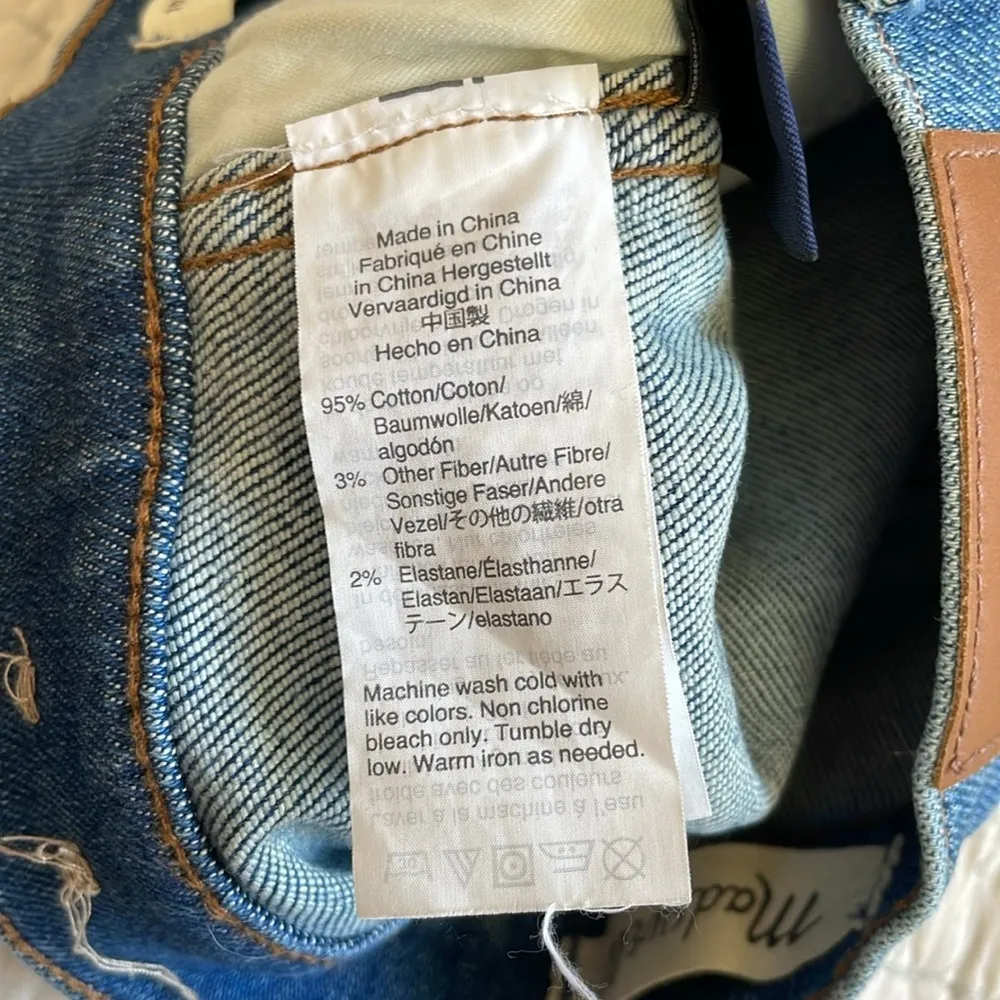 Made in China
Fabriqué en Chine
in China Hergestellt
Vervaardigd in China
中国製
Hecho en China
95% Cotton/Coton/
Baumwolle/Katoen/綿/
algodón
3% Other Fiber/Autre Fibre/
Sonstige Faser/Andere
Vezel/その他の繊維/otra
fibra
2% Elastane/Élasthanne/
Elastan/Elastaan/エラス
テーン/elastano
Machine wash cold with
like colors. Non chlorine
bleach only. Tumble dry
low. Warm iron as needed.
Mad